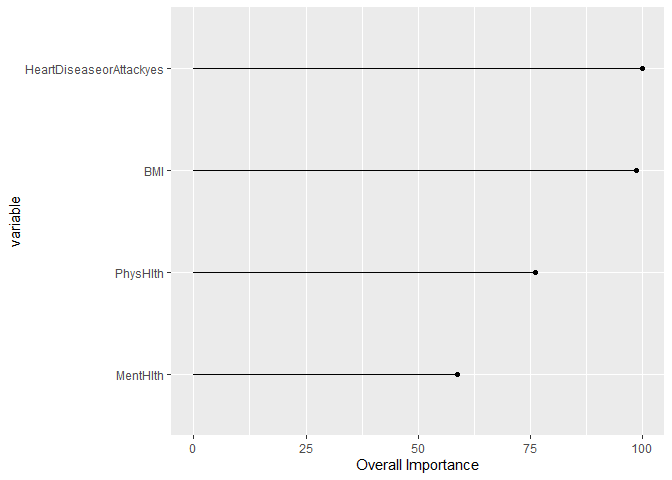 HeartDiseaseorAttackyes
BMI
PhysHlth
MentHlth
variable
0 25 50 75 100
Overall Importance